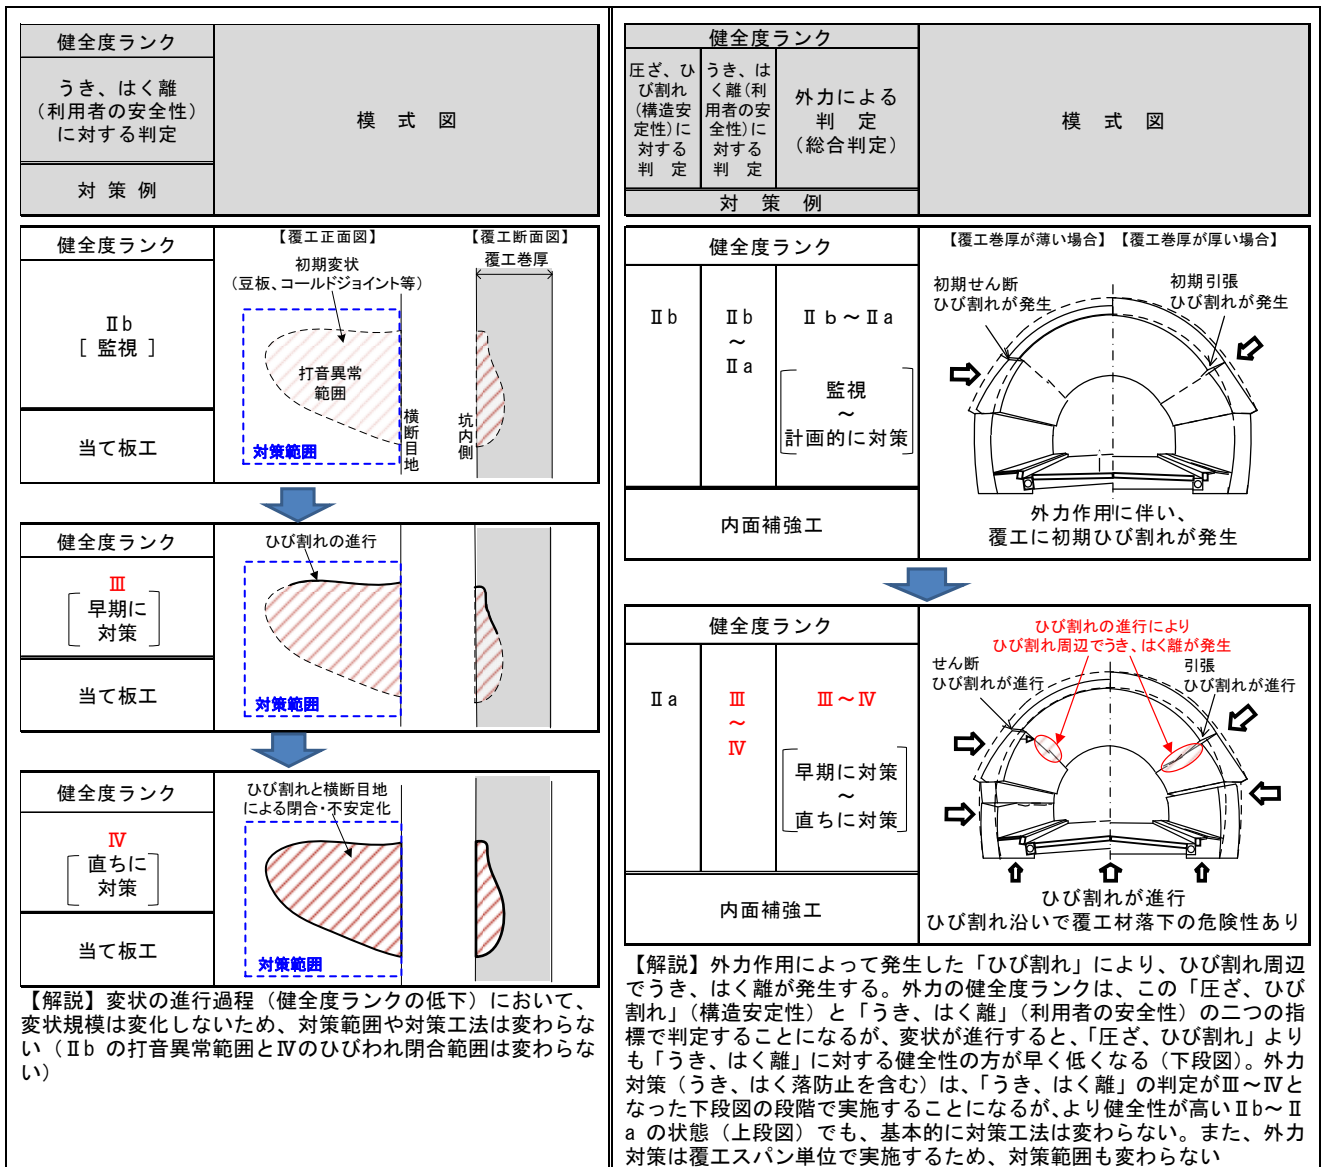 健全度ランク
うき、はく離
(利用者の安全性)
に対する判定
対 策 例
模 式 図
健全度ランク
Ⅱb
[ 監視 ]
当て板工
【覆工正面図】
【覆工断面図】
初期変状
(豆板、コールドジョイント等)
覆工巻厚
打音異常
範囲
対策範囲
横断目地
坑内側
健全度ランク
Ⅲ
早期に
対策
当て板工
ひび割れの進行
対策範囲
健全度ランク
Ⅳ
直ちに
対策
当て板工
ひび割れと横断目地
による閉合・不安定化
対策範囲
【解説】変状の進行過程(健全度ランクの低下)において、
変状規模は変化しないため、対策範囲や対策工法は変わらな
い(Ⅱb の打音異常範囲とⅣのひびわれ閉合範囲は変わらな
い)
健全度ランク
圧ざ、ひ
び割れ
(構造安
定性)に
対する
判 定
うき、は
く離(利
用者の安
全性)に
対する
判 定
外力による
判 定
(総合判定)
対 策 例
模 式 図
健全度ランク
Ⅱb
Ⅱb
~
Ⅱa
Ⅱb~Ⅱa
監視
~
計画的に対策
内面補強工
【覆工巻厚が薄い場合】【覆工巻厚が厚い場合】
初期せん断
ひび割れが発生
初期引張
ひび割れが発生
外力作用に伴い、
覆工に初期ひび割れが発生
健全度ランク
Ⅱa
Ⅲ
~
Ⅳ
Ⅲ~Ⅳ
早期に対策
~
直ちに対策
内面補強工
ひび割れの進行により
ひび割れ周辺でうき、はく離が発生
せん断
ひび割れが進行
引張
ひび割れが進行
ひび割れが進行
ひび割れ沿いで覆工材落下の危険性あり
【解説】外力作用によって発生した「ひび割れ」により、ひび割れ周辺
でうき、はく離が発生する。外力の健全度ランクは、この「圧ざ、ひび
割れ」(構造安定性)と「うき、はく離」(利用者の安全性)の二つの指
標で判定することになるが、変状が進行すると、「圧ざ、ひび割れ」より
も「うき、はく離」に対する健全性の方が早く低くなる(下段図)。外力
対策(うき、はく落防止を含む)は、「うき、はく離」の判定がⅢ~Ⅳと
なった下段図の段階で実施することになるが、より健全性が高いⅡb~Ⅱ
a の状態(上段図)でも、基本的に対策工法は変わらない。また、外力
対策は覆工スパン単位で実施するため、対策範囲も変わらない